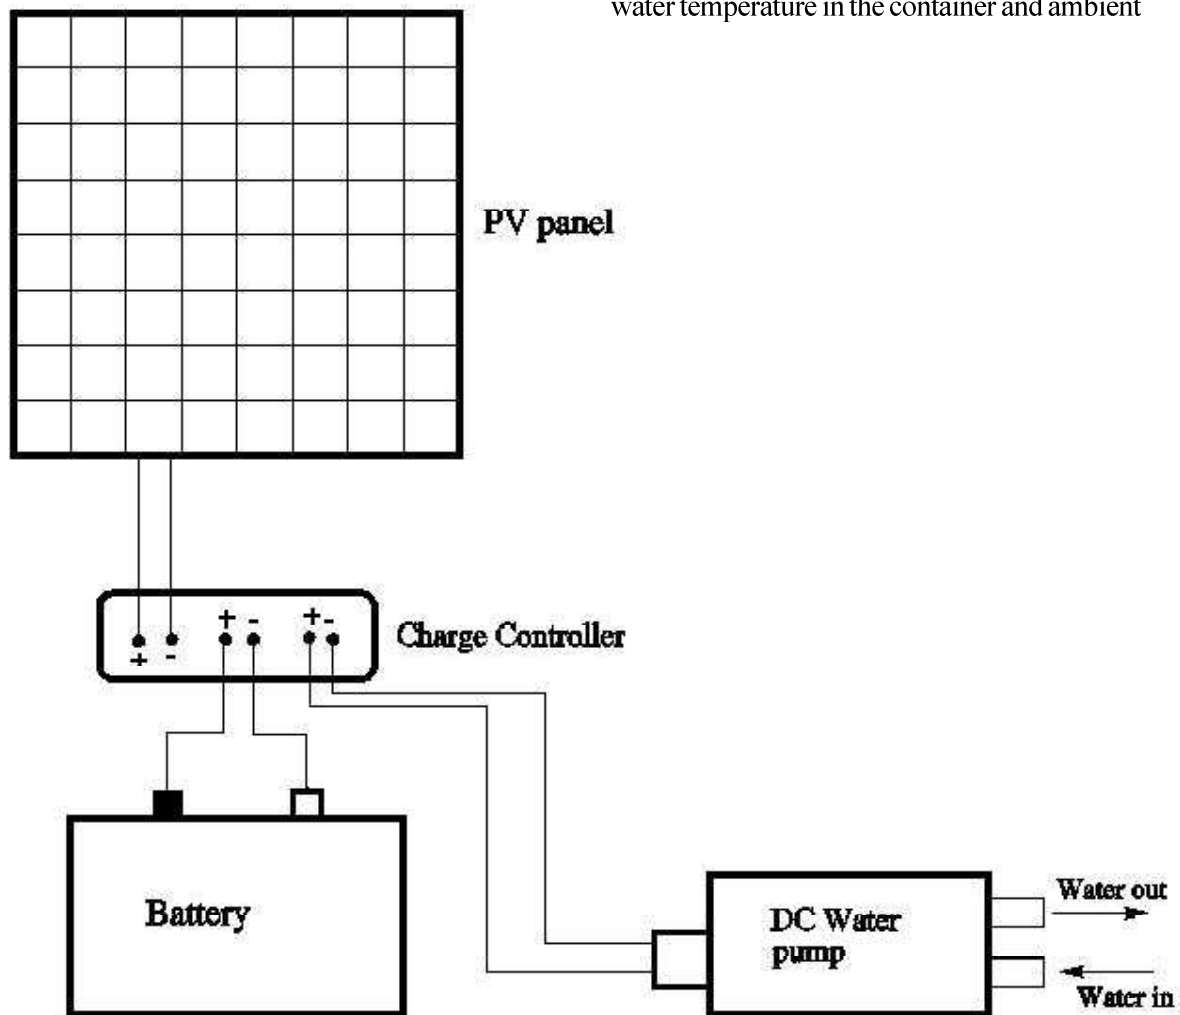 water temperature in the container and ambient
PV panel
+ -
+ -
Charge Controller
+ -
Battery
DC Water
pump
Water out
Water in